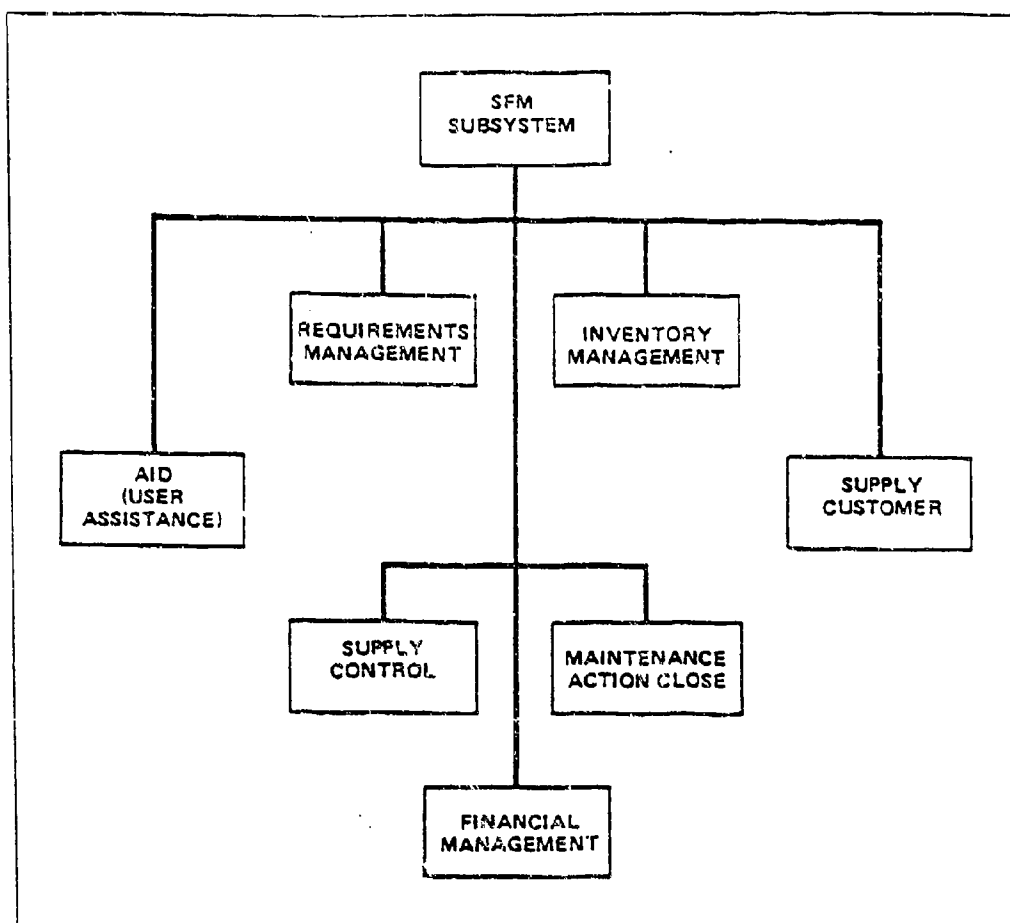 SFM
SUBSYSTEM
REQUIREMENTS
MANAGEMENT
INVENTORY
MANAGEMENT
AID
(USER
ASSISTANCE)
SUPPLY
CUSTOMER
SUPPLY
CONTROL
MAINTENANCE
ACTION CLOSE
FINANCIAL
MANAGEMENT